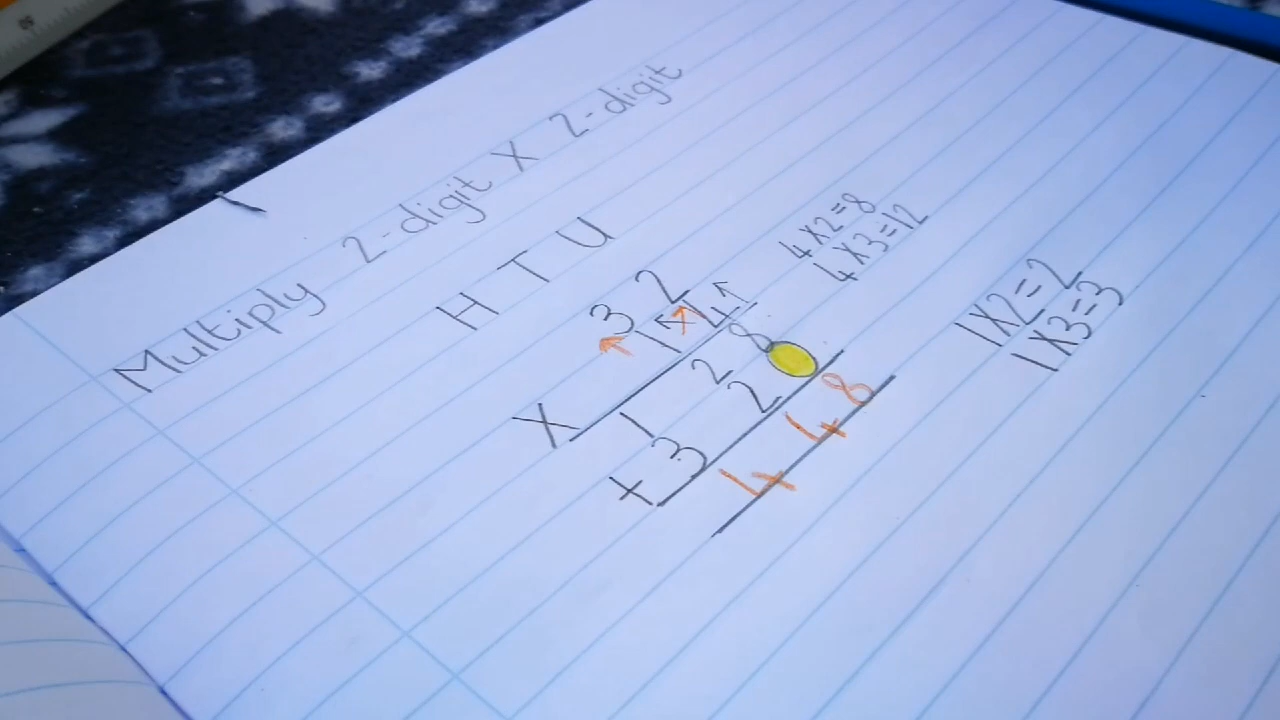 Multiply 2-digit X 2-digit
H T U
3 2
X 1 4
1 2 8
+ 3 2
4 4 8
4X2=8
4X3=12
1X2=2
1X3=3